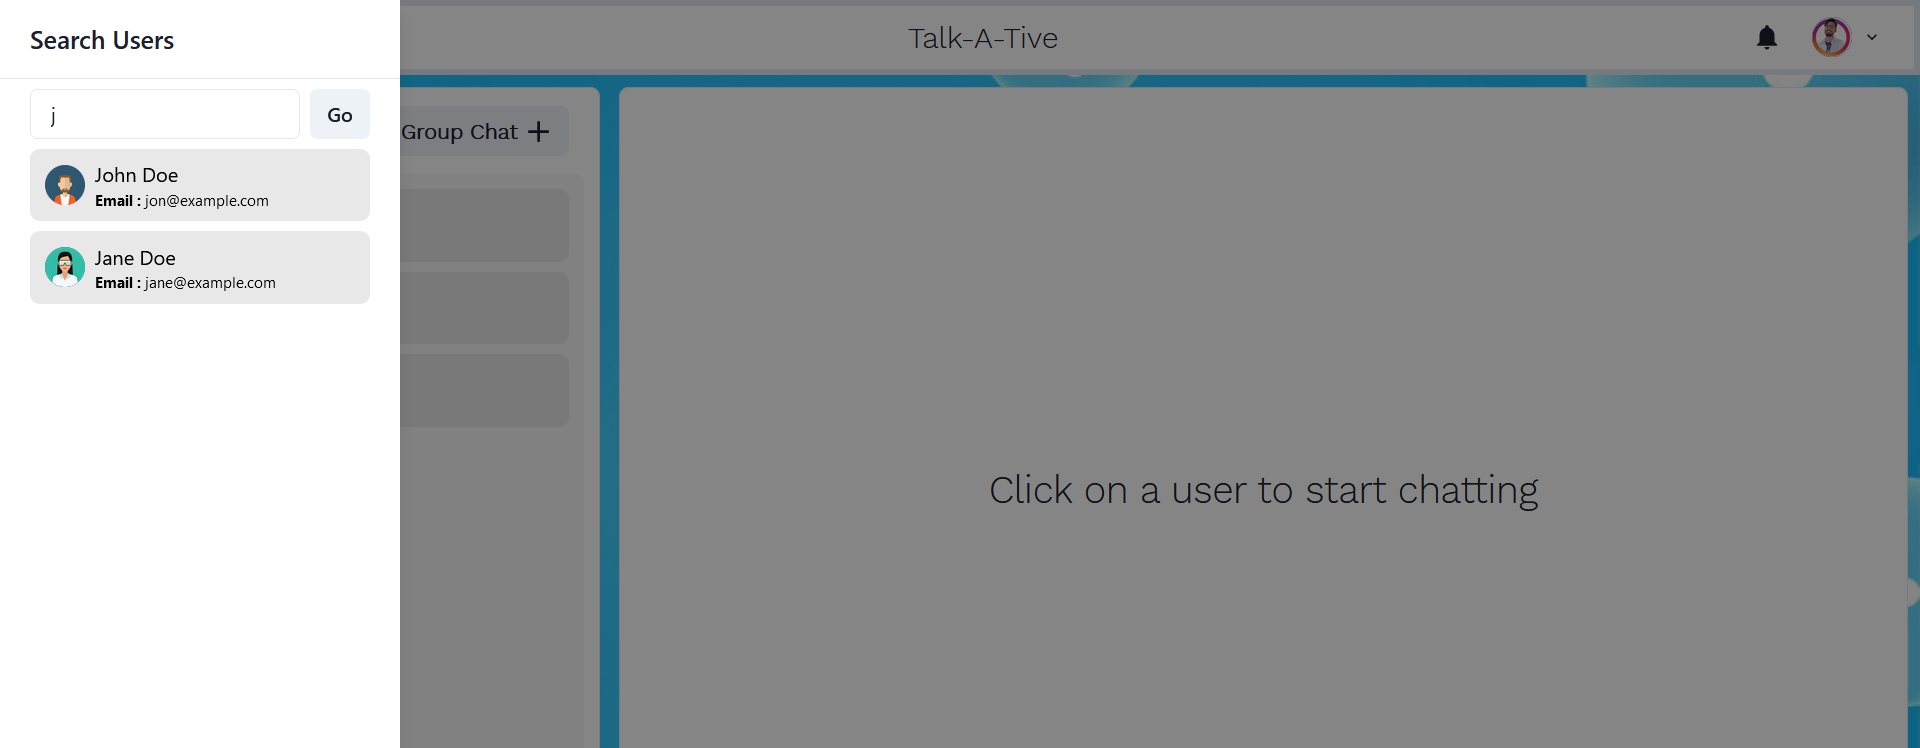 Search Users
Talk-A-Tive
j
Go
Group Chat
John Doe
Email : jon@example.com
Jane Doe
Email : jane@example.com
Click on a user to start chatting